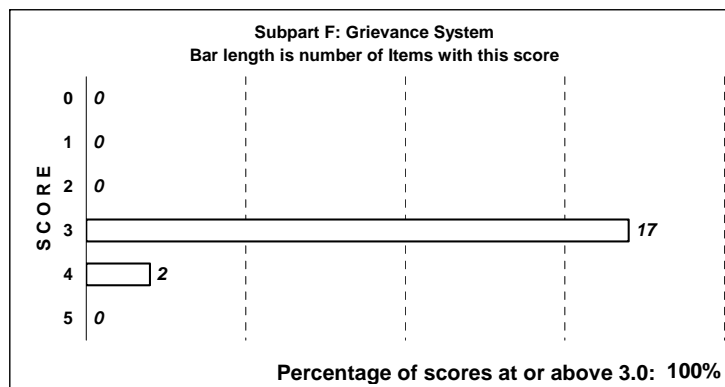 Subpart F: Grievance System
Bar length is number of Items with this score
SCORE
0 0
1 0
2 0
3 17
4 2
5 0
Percentage of scores at or above 3.0: 100%